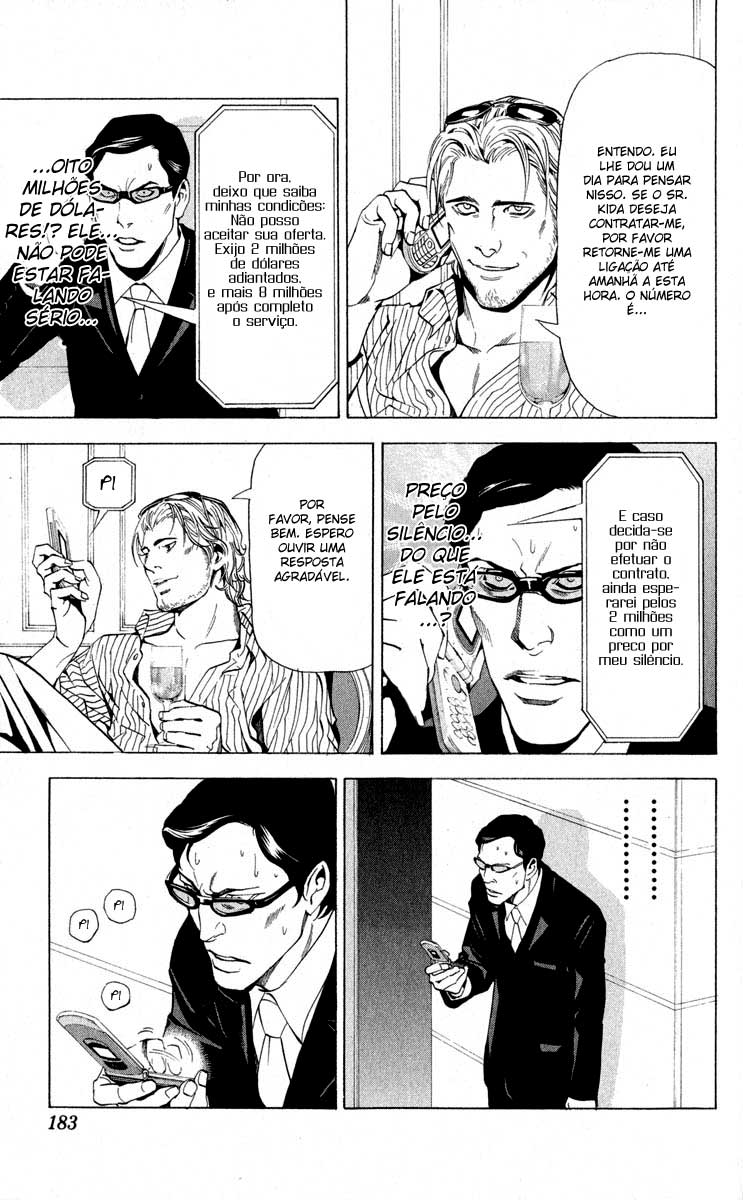 ENTENDO. EU
LHE DOU UM
DIA PARA PENSAR
NISSO. SE O SR.
KIDA DESEJA
CONTRATAR-ME,
POR FAVOR
RETORNE-ME UMA
LIGAÇÃO ATÉ
AMANHÃ A ESTA
HORA. O NÚMERO
É...
Por ora,
deixo que saiba
minhas condicões:
Não posso
aceitar sua oferta.
Exijo 2 milhões
de dólares
adiantados,
e mais 8 milhões
após completo
o serviço.
...OITO
MILHÕES
DE DÓLA-
RES!? ELE...
NÃO PODE
ESTAR FA-
LANDO
SÉRIO...
E caso
decida-se
por não
efetuar o
contrato,
ainda espe-
rarei pelos
2 milhões
como um
preco por
meu silêncio.
PREÇO
PELO
SILÊNCIO...
DO QUE
ELE ESTÁ
FALANDO
...?
POR
FAVOR, PENSE
BEM. ESPERO
OUVIR UMA
RESPOSTA
AGRADÁVEL.
PI
PI
PI
PI
183